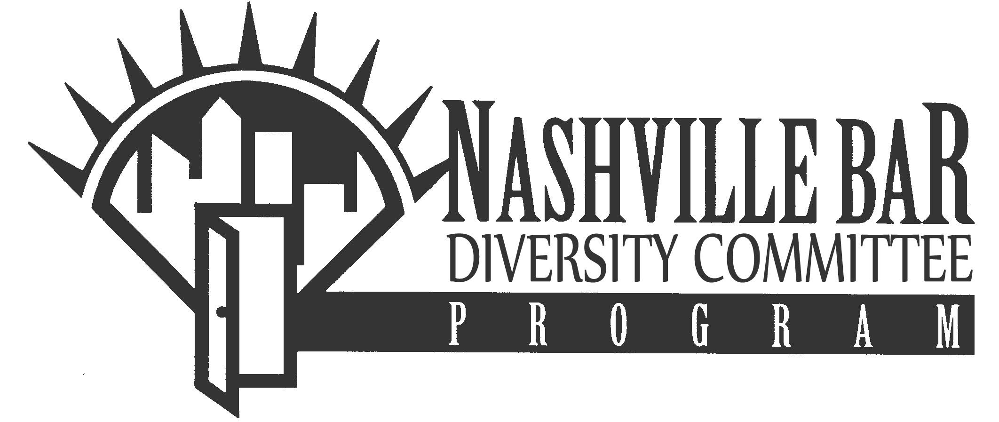 NASHVILLE BAR
DIVERSITY COMMITTEE
PROGRAM